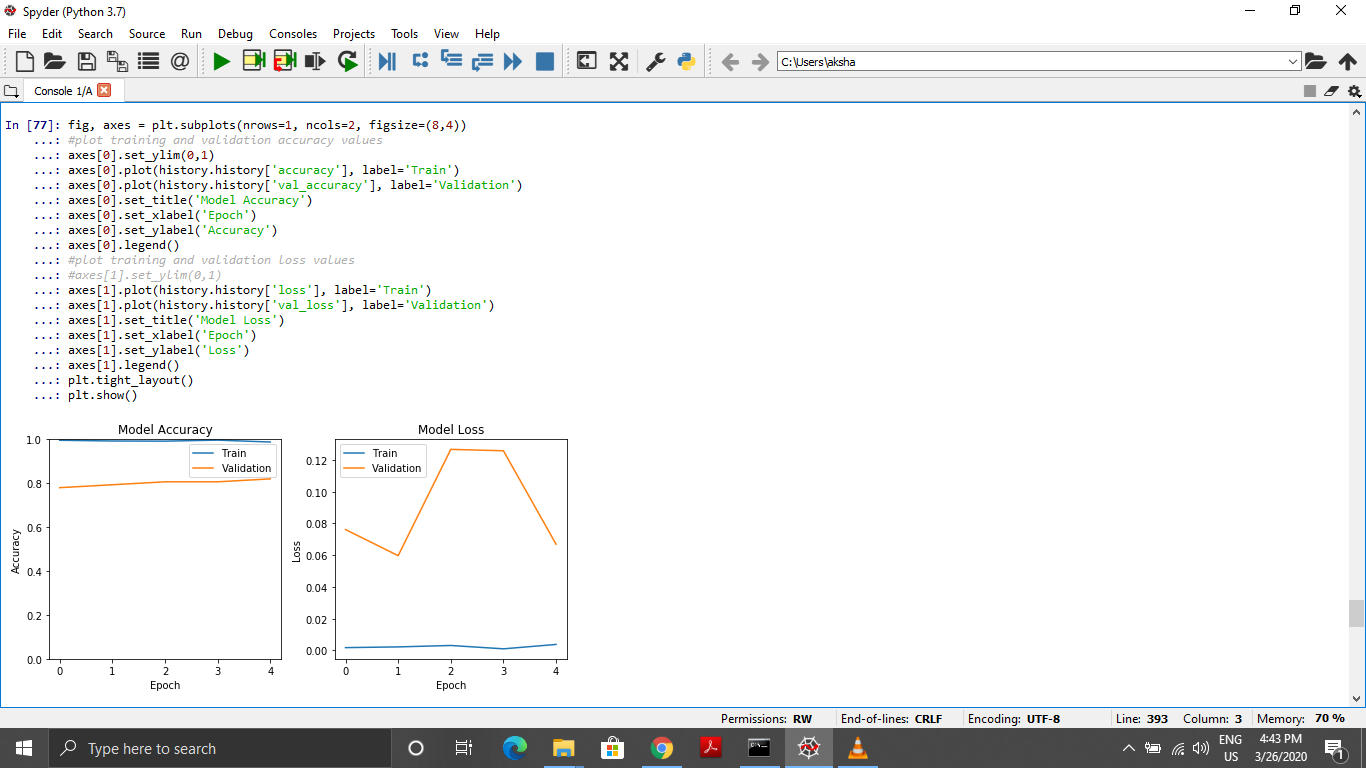 Spyder (Python 3.7)
File Edit Search Source Run Debug Consoles Projects Tools View Help
C:\Users\aksha
Console 1/A
In [77]: fig, axes = plt.subplots(nrows=1, ncols=2, figsize=(8,4))
...: #plot training and validation accuracy values
...: axes[0].set_ylim(0,1)
...: axes[0].plot(history.history['accuracy'], label='Train')
...: axes[0].plot(history.history['val_accuracy'], label='Validation')
...: axes[0].set_title('Model Accuracy')
...: axes[0].set_xlabel('Epoch')
...: axes[0].set_ylabel('Accuracy')
...: axes[0].legend()
...: #plot training and validation loss values
...: #axes[1].set_ylim(0,1)
...: axes[1].plot(history.history['loss'], label='Train')
...: axes[1].plot(history.history['val_loss'], label='Validation')
...: axes[1].set_title('Model Loss')
...: axes[1].set_xlabel('Epoch')
...: axes[1].set_ylabel('Loss')
...: axes[1].legend()
...: plt.tight_layout()
...: plt.show()
Model Accuracy
1.0
0.8
0.6
0.4
0.2
0.0
Accuracy
Train
Validation
0 1 2 3 4
Epoch
Model Loss
0.12
0.10
0.08
0.06
0.04
0.02
0.00
Loss
Train
Validation
0 1 2 3 4
Epoch
Permissions: RW End-of-lines: CRLF Encoding: UTF-8 Line: 393 Column: 3 Memory: 70 %
Type here to search
ENG
US
4:43 PM
3/26/2020
1